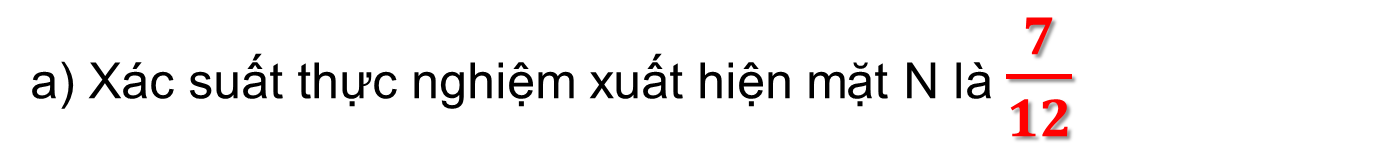 a) Xác suất thực nghiệm xuất hiện mặt N là 7/12